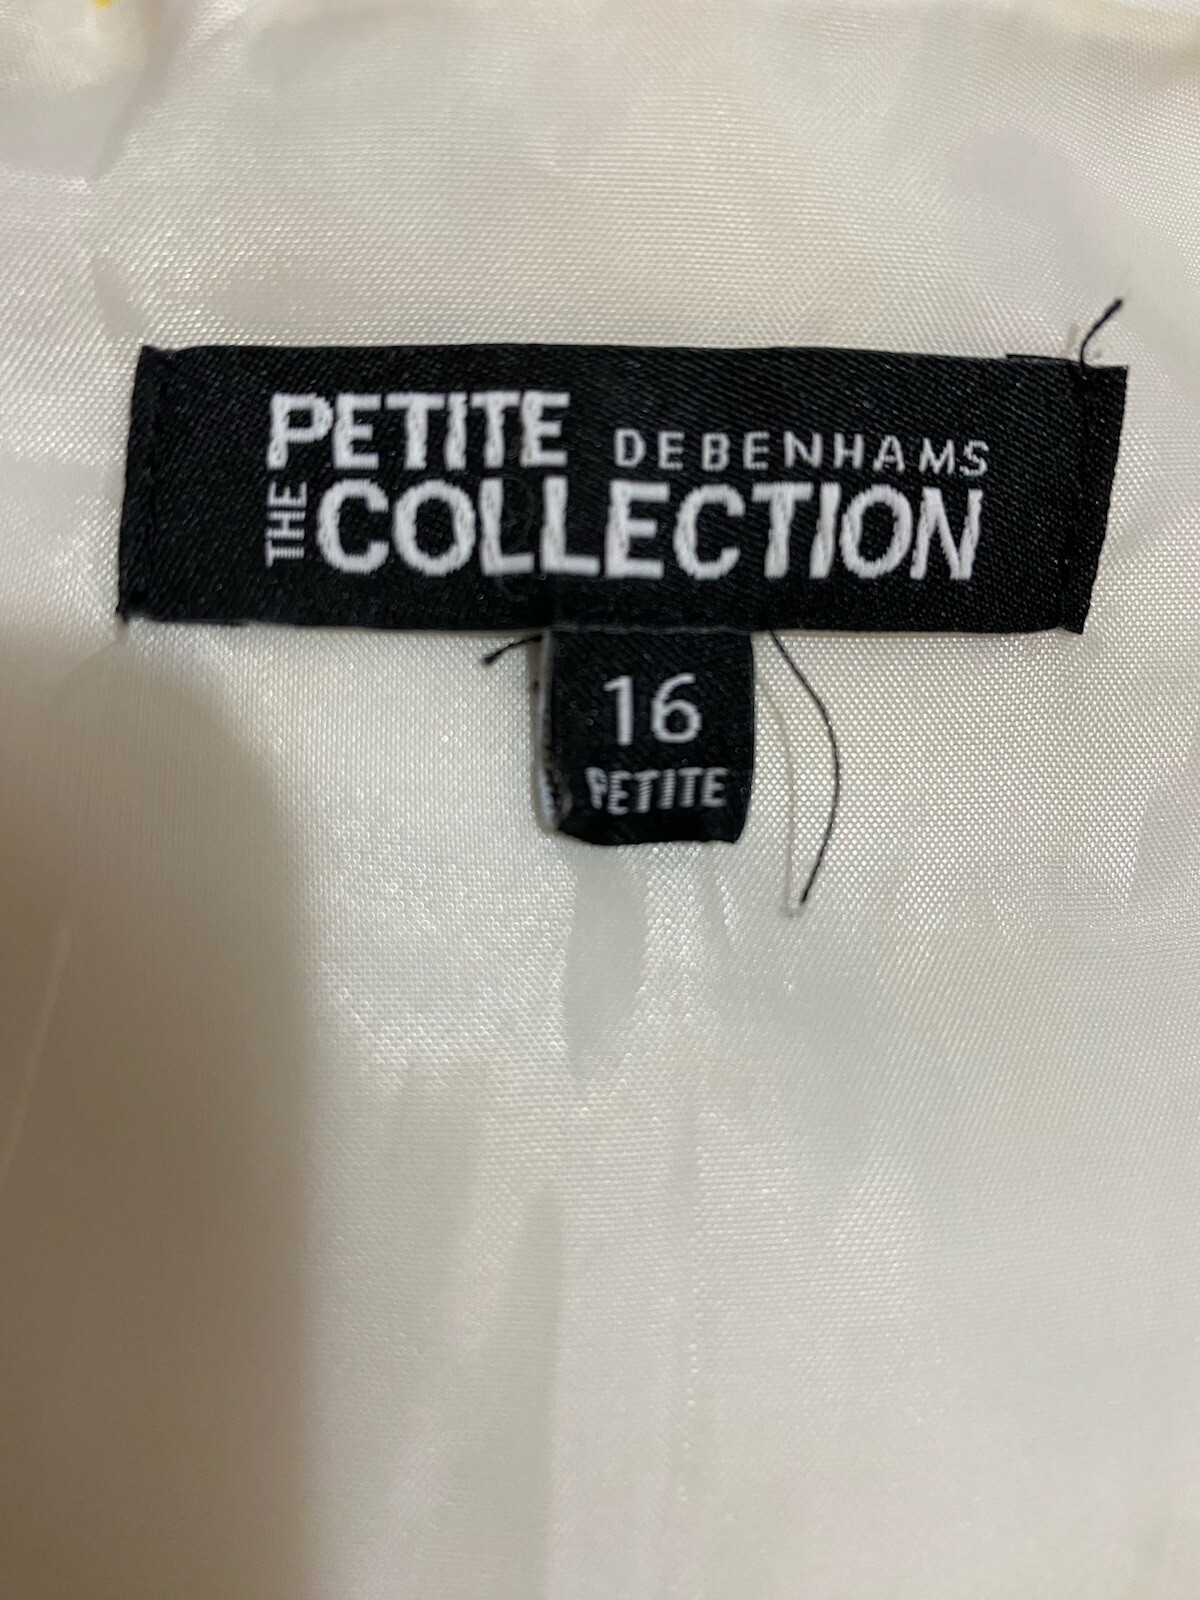 PETITE DEBENHAMS
THE COLLECTION
16
PETITE